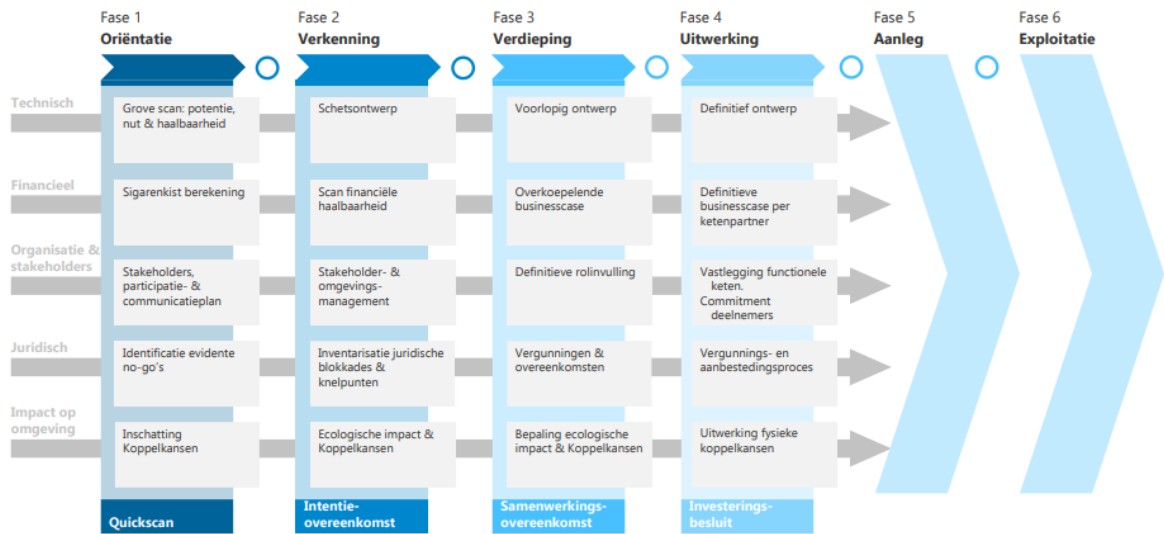 Fase 1
Oriëntatie
Fase 2
Verkenning
Fase 3
Verdieping
Fase 4
Uitwerking
Fase 5
Aanleg
Fase 6
Exploitatie
Technisch
Grove scan: potentie,
nut & haalbaarheid
Schetsontwerp
Voorlopig ontwerp
Definitief ontwerp
Financieel
Sigarenkist berekening
Scan financiële
haalbaarheid
Overkoepelende
businesscase
Definitieve
businesscase per
ketenpartner
Organisatie &
stakeholders
Stakeholders,
participatie- &
communicatieplan
Stakeholder- &
omgevings-
management
Definitieve rolinvulling
Vastlegging functionele
keten.
Commitment
deelnemers
Juridisch
Identificatie evidente
no-go's
Inventarisatie juridische
blokkades &
knelpunten
Vergunningen &
overeenkomsten
Vergunnings- en
aanbestedingsproces
Impact op
omgeving
Inschatting
Koppelkansen
Ecologische impact &
Koppelkansen
Bepaling ecologische
impact & Koppelkansen
Uitwerking fysieke
koppelkansen
Quickscan
Intentie-
overeenkomst
Samenwerkings-
overeenkomst
Investerings-
besluit